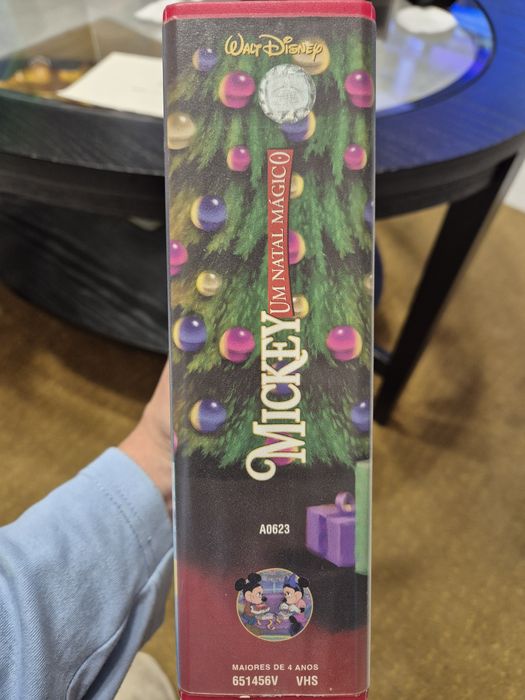 WALT DISNEY
MICKEY
UM NATAL MÁGICO
A0623
MAIORES DE 4 ANOS
651456V VHS